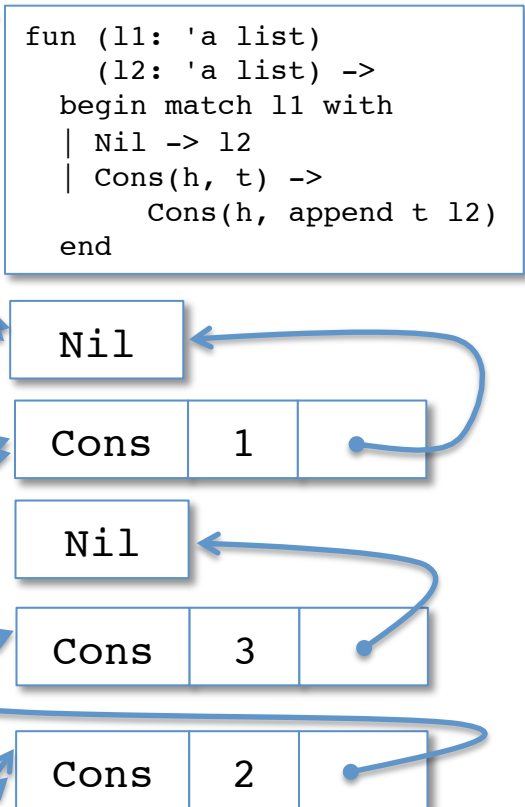 fun (l1: 'a list)
(l2: 'a list) ->
begin match l1 with
| Nil -> l2
| Cons(h, t) ->
Cons(h, append t l2)
end
Nil
Cons 1
Nil
Cons 3
Cons 2